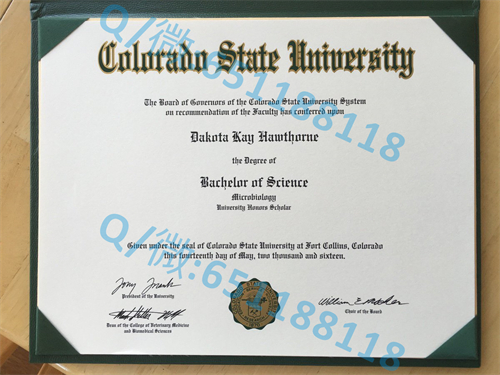 Q/微:651188118
Colorado State University
The Board of Governors of the Colorado State University System
on recommendation of the Faculty has conferred upon
Dakota Kay Hawthorne
the Degree of
Bachelor of Science
Microbiology
University Honors Scholar
Given under the seal of Colorado State University at Fort Collins, Colorado
this fourteenth day of May, two thousand and sixteen.
Q/微:651188118
Tony Frank
President of the University
Chair of the Board
Dean of the College of Veterinary Medicine
and Biomedical Sciences